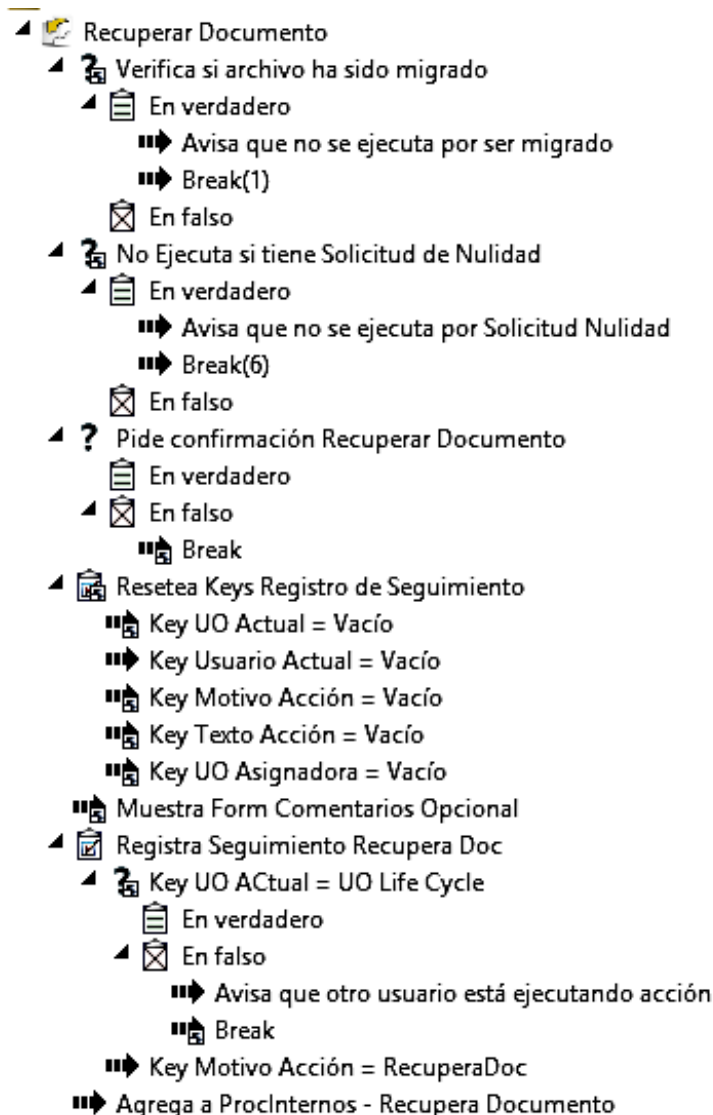 Recuperar Documento
Verifica si archivo ha sido migrado
En verdadero
Avisa que no se ejecuta por ser migrado
Break(1)
En falso
No Ejecuta si tiene Solicitud de Nulidad
En verdadero
Avisa que no se ejecuta por Solicitud Nulidad
Break(6)
En falso
Pide confirmación Recuperar Documento
En verdadero
En falso
Break
Resetea Keys Registro de Seguimiento
Key UO Actual = Vacío
Key Usuario Actual = Vacío
Key Motivo Acción = Vacío
Key Texto Acción = Vacío
Key UO Asignadora = Vacío
Muestra Form Comentarios Opcional
Registra Seguimiento Recupera Doc
Key UO ACtual = UO Life Cycle
En verdadero
En falso
Avisa que otro usuario está ejecutando acción
Break
Key Motivo Acción = RecuperaDoc
Agrega a ProcInternos - Recupera Documento